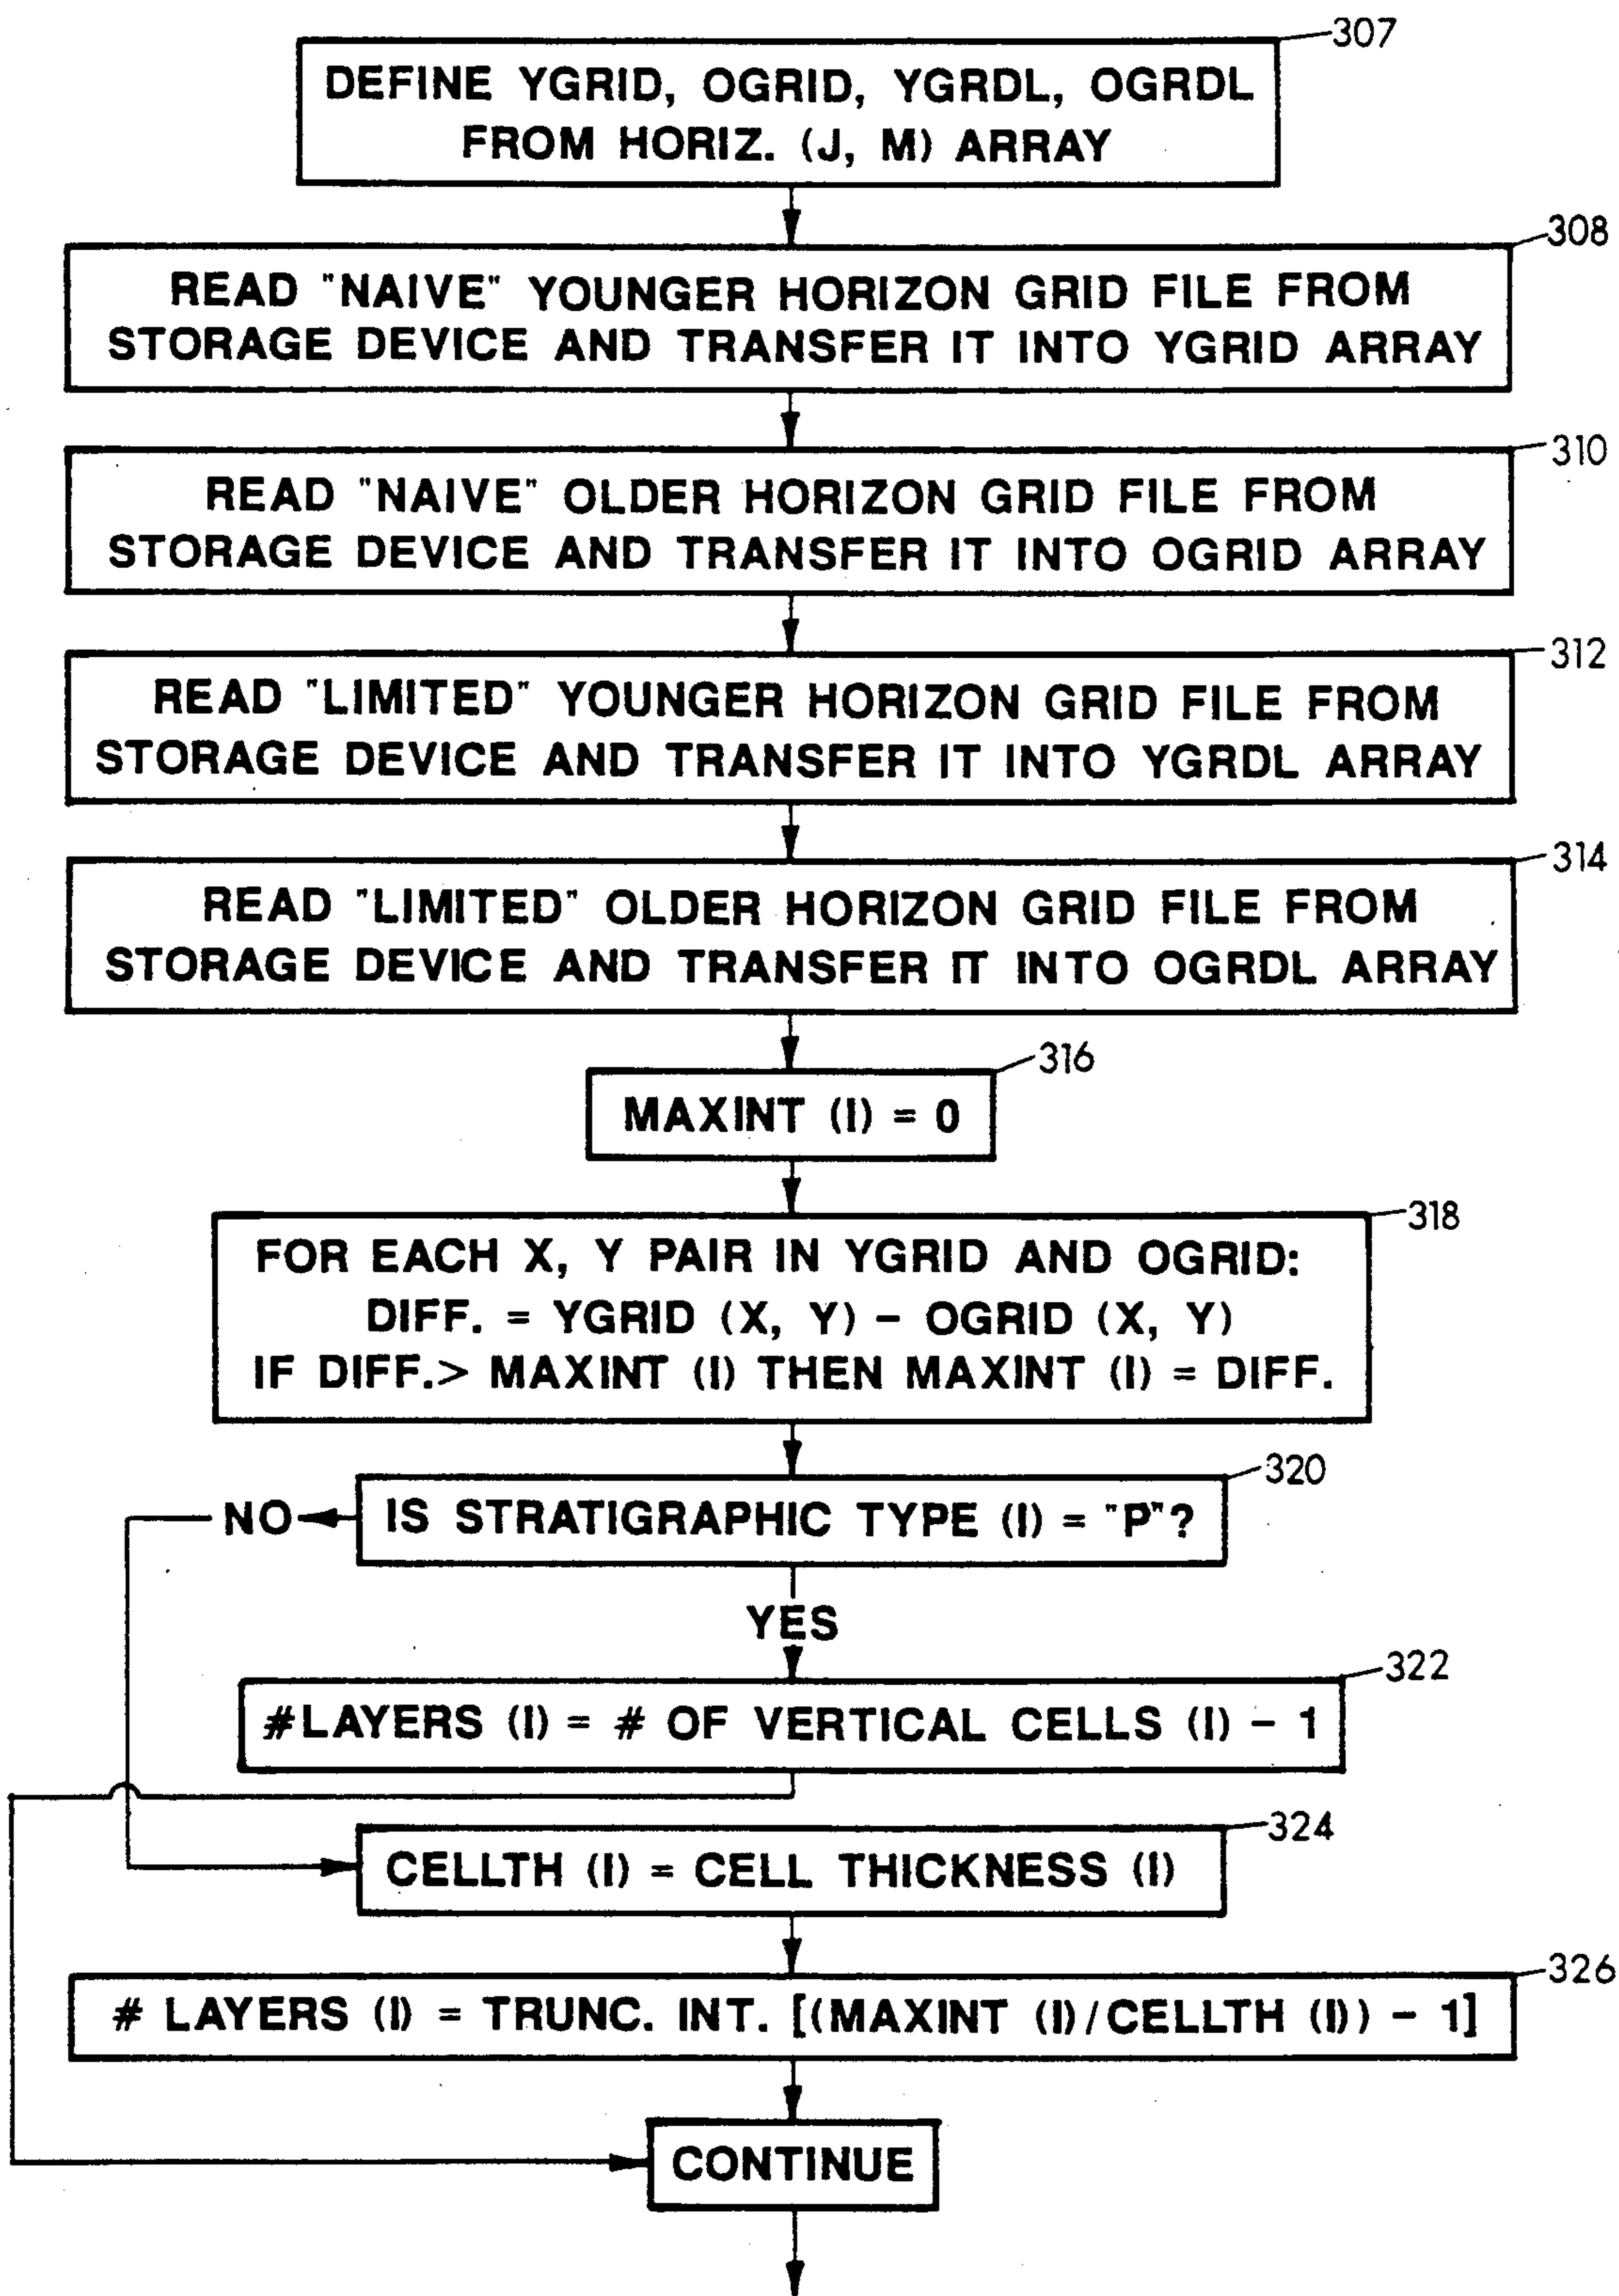 307
DEFINE YGRID, OGRID, YGRDL, OGRDL
FROM HORIZ. (J, M) ARRAY
308
READ "NAIVE" YOUNGER HORIZON GRID FILE FROM
STORAGE DEVICE AND TRANSFER IT INTO YGRID ARRAY
310
READ "NAIVE" OLDER HORIZON GRID FILE FROM
STORAGE DEVICE AND TRANSFER IT INTO OGRID ARRAY
312
READ "LIMITED" YOUNGER HORIZON GRID FILE FROM
STORAGE DEVICE AND TRANSFER IT INTO YGRDL ARRAY
314
READ "LIMITED" OLDER HORIZON GRID FILE FROM
STORAGE DEVICE AND TRANSFER IT INTO OGRDL ARRAY
316
MAXINT (I) = 0
318
FOR EACH X, Y PAIR IN YGRID AND OGRID:
DIFF. = YGRID (X, Y) - OGRID (X, Y)
IF DIFF.> MAXINT (I) THEN MAXINT (I) = DIFF.
320
NO
IS STRATIGRAPHIC TYPE (I) = "P"?
YES
322
#LAYERS (I) = # OF VERTICAL CELLS (I) - 1
324
CELLTH (I) = CELL THICKNESS (I)
326
# LAYERS (I) = TRUNC. INT. [(MAXINT (I)/CELLTH (I)) - 1]
CONTINUE